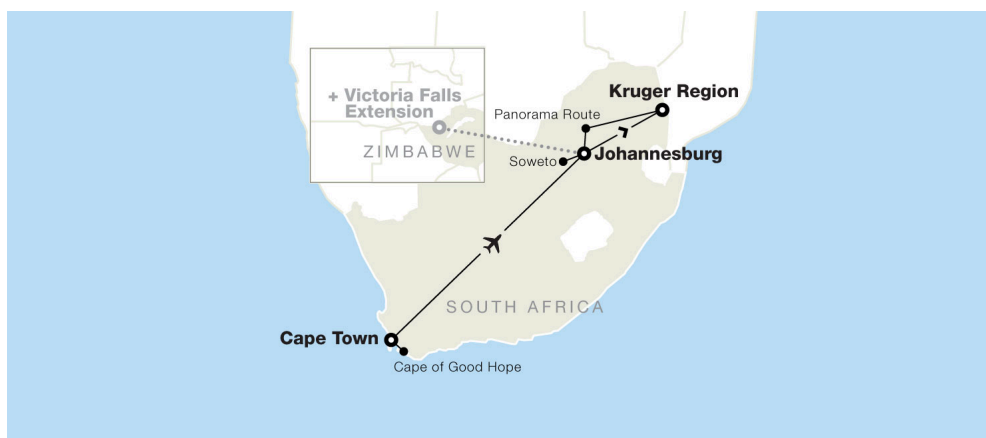 + Victoria Falls
Extension
ZIMBABWE
Kruger Region
Panorama Route
Soweto
Johannesburg
SOUTH AFRICA
Cape Town
Cape of Good Hope